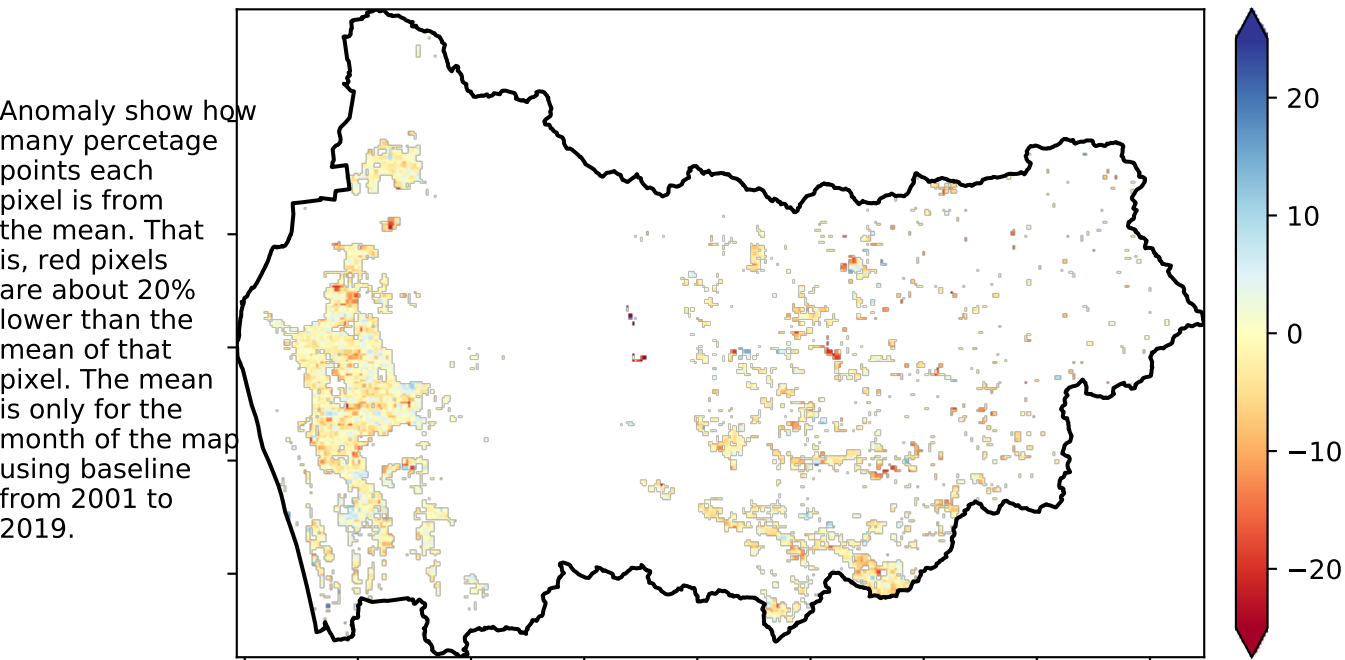 Anomaly show how
many percetage
points each
pixel is from
the mean. That
is, red pixels
are about 20%
lower than the
mean of that
pixel. The mean
is only for the
month of the map
using baseline
from 2001 to
2019.
20
10
0
−10
−20